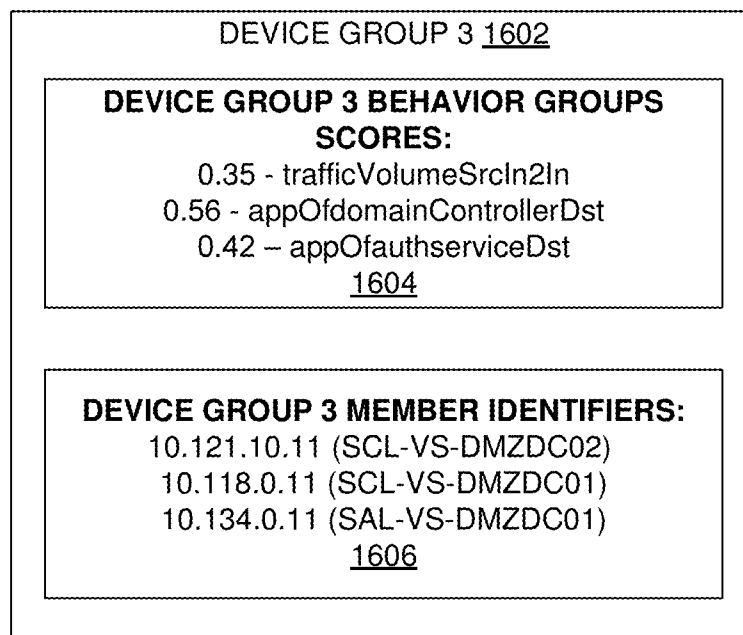 DEVICE GROUP 3 1602
DEVICE GROUP 3 BEHAVIOR GROUPS
SCORES:
0.35 - trafficVolumeSrcIn2In
0.56 - appOfdomainControllerDst
0.42 – appOfauthserviceDst
1604
DEVICE GROUP 3 MEMBER IDENTIFIERS:
10.121.10.11 (SCL-VS-DMZDC02)
10.118.0.11 (SCL-VS-DMZDC01)
10.134.0.11 (SAL-VS-DMZDC01)
1606